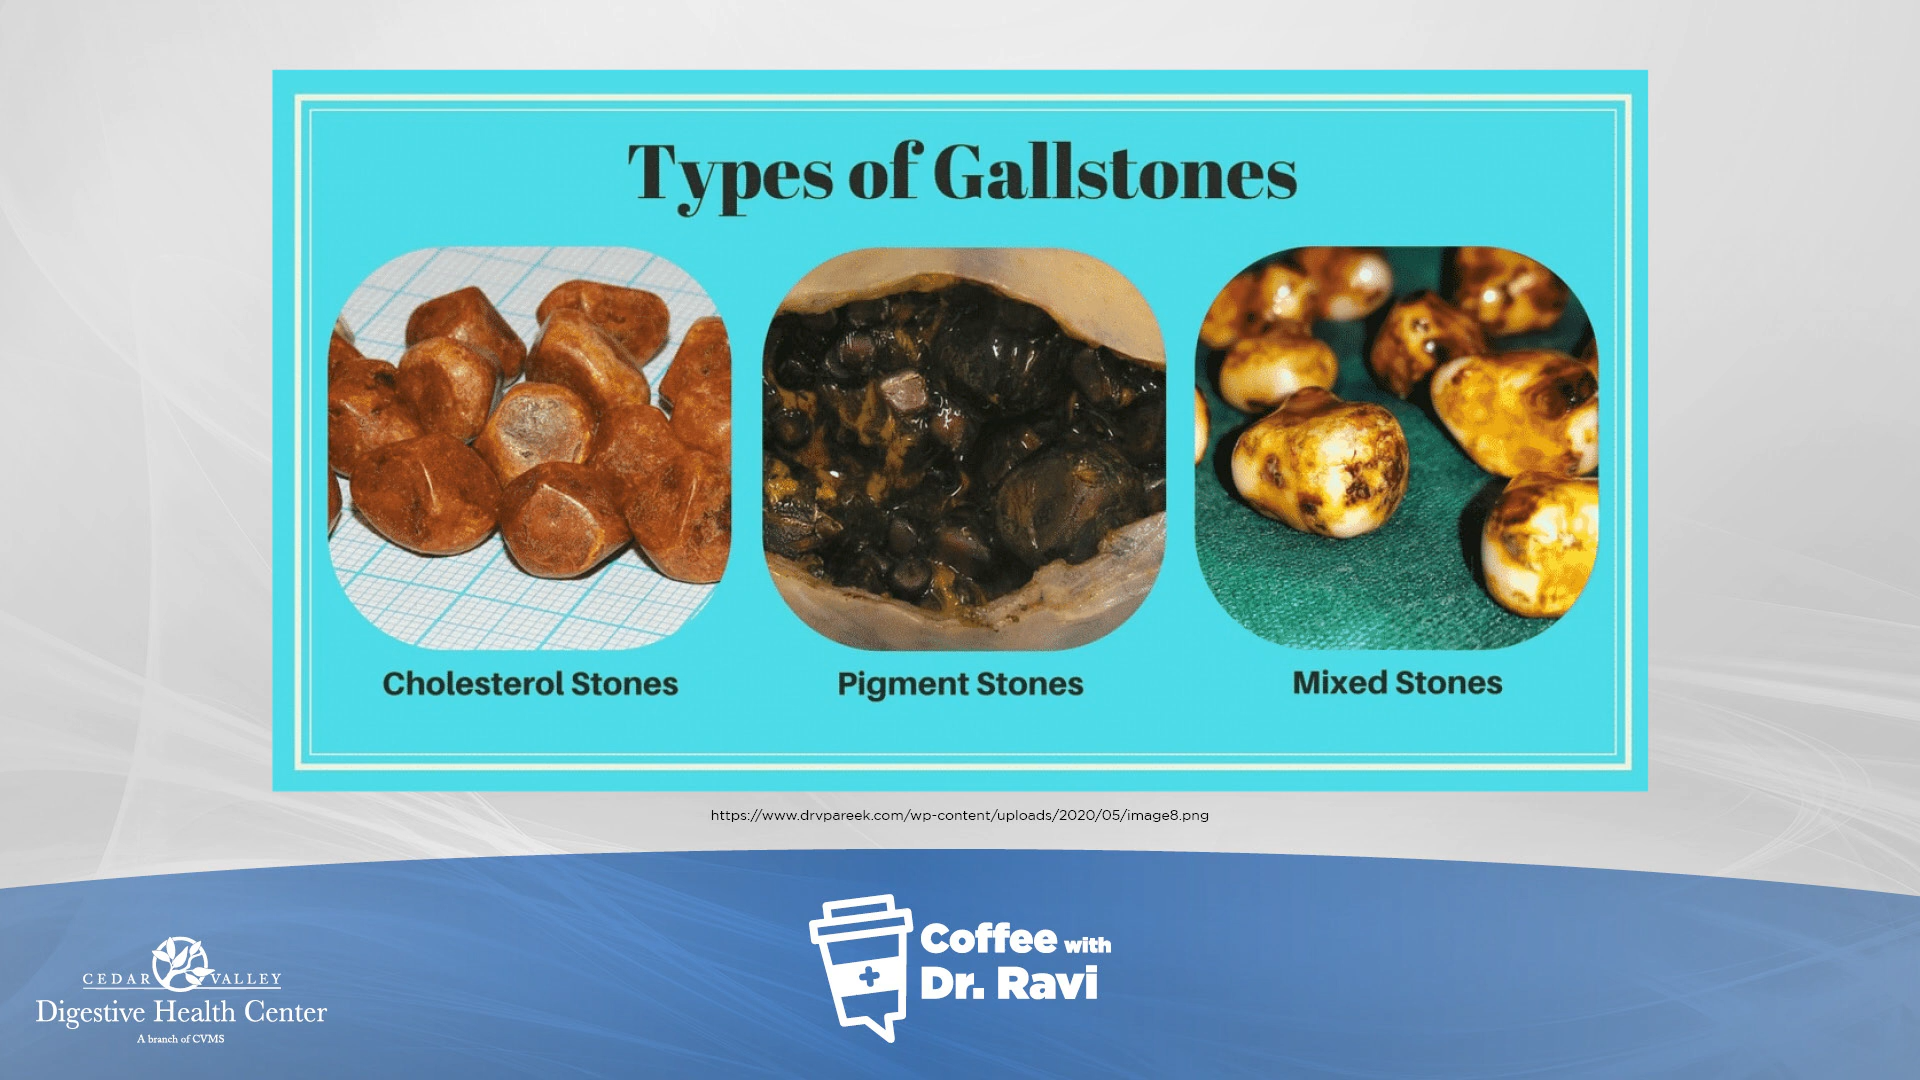 Types of Gallstones
Cholesterol Stones
Pigment Stones
Mixed Stones
https://www.drvpareek.com/wp-content/uploads/2020/05/image8.png
CEDAR VALLEY
Digestive Health Center
A branch of CVMS
Coffee with
Dr. Ravi